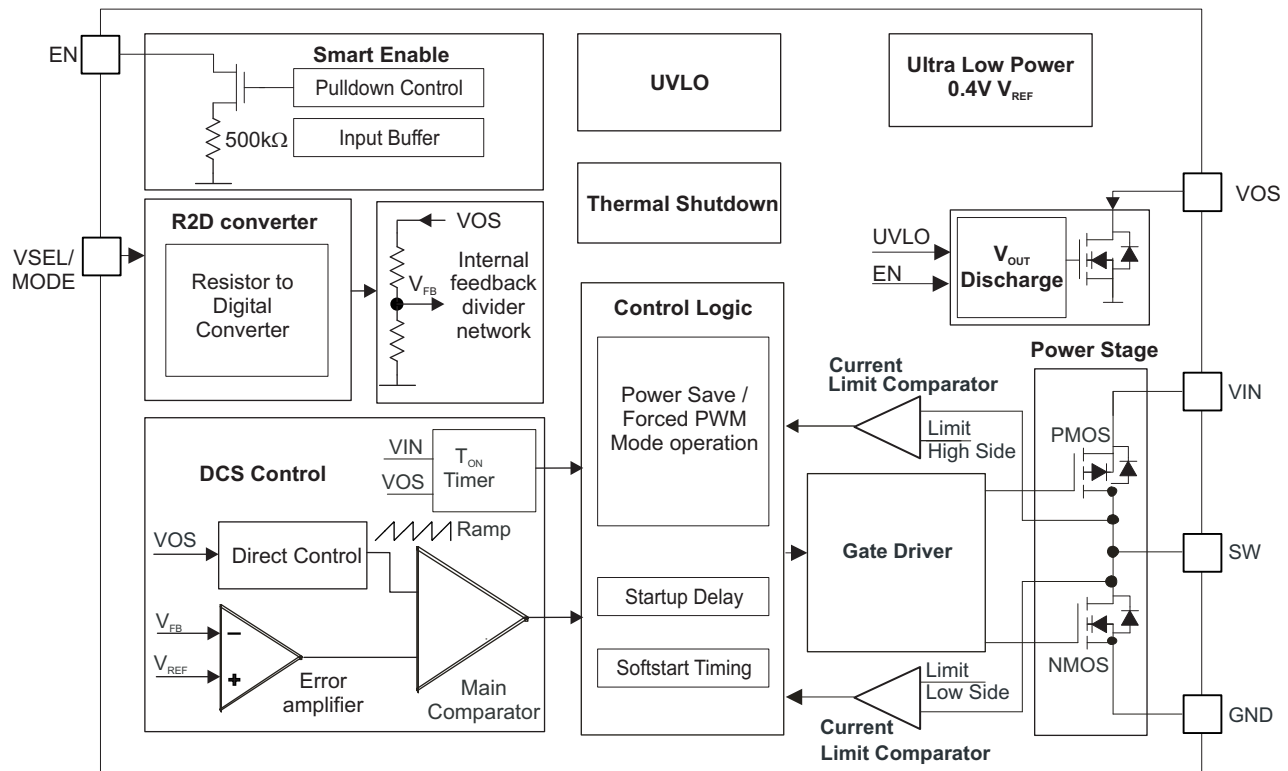 EN
Smart Enable
Pulldown Control
500kΩ
Input Buffer
UVLO
Ultra Low Power
0.4V VREF
Thermal Shutdown
VOS
UVLO
EN
VOUT
Discharge
VSEL/
MODE
R2D converter
Resistor to
Digital
Converter
VOS
VFB
Internal
feedback
divider
network
Control Logic
Power Save /
Forced PWM
Mode operation
Startup Delay
Softstart Timing
Current
Limit Comparator
Limit
High Side
Power Stage
PMOS
VIN
DCS Control
VIN
VOS
TON
Timer
Ramp
VOS
Direct Control
VFB
VREF
−
+
Error
amplifier
Main
Comparator
Gate Driver
SW
NMOS
Limit
Low Side
Current
Limit Comparator
GND